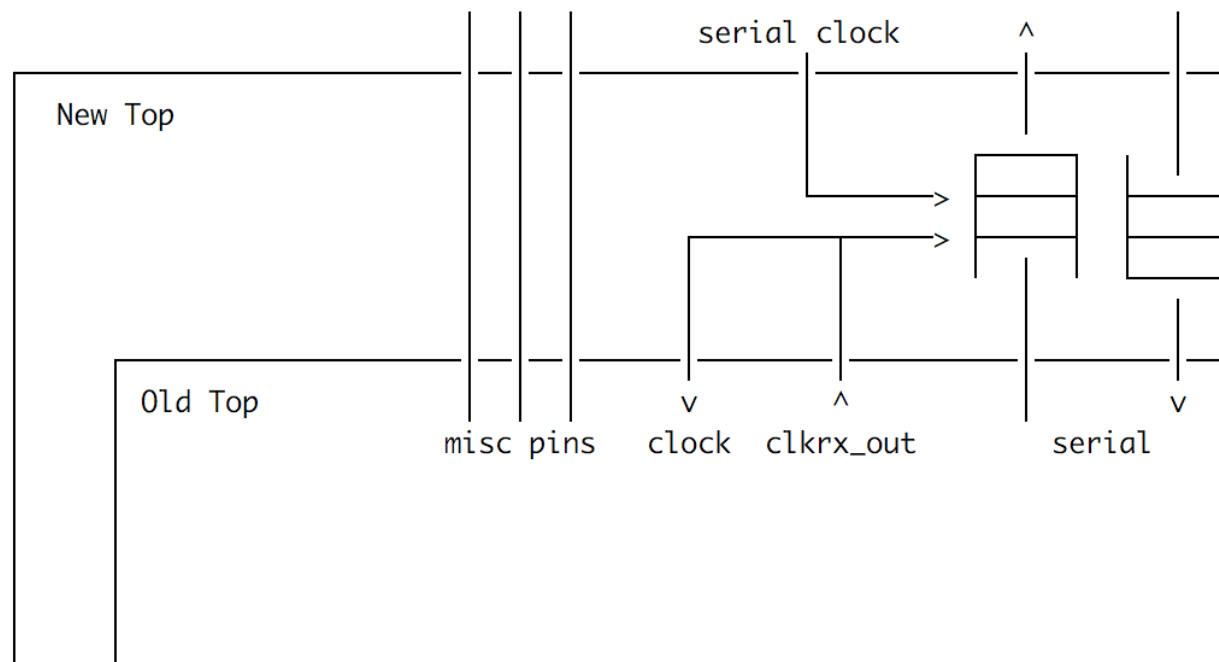 serial clock ^
New Top
>
>
Old Top
v ^ v
misc pins clock clkrx_out serial